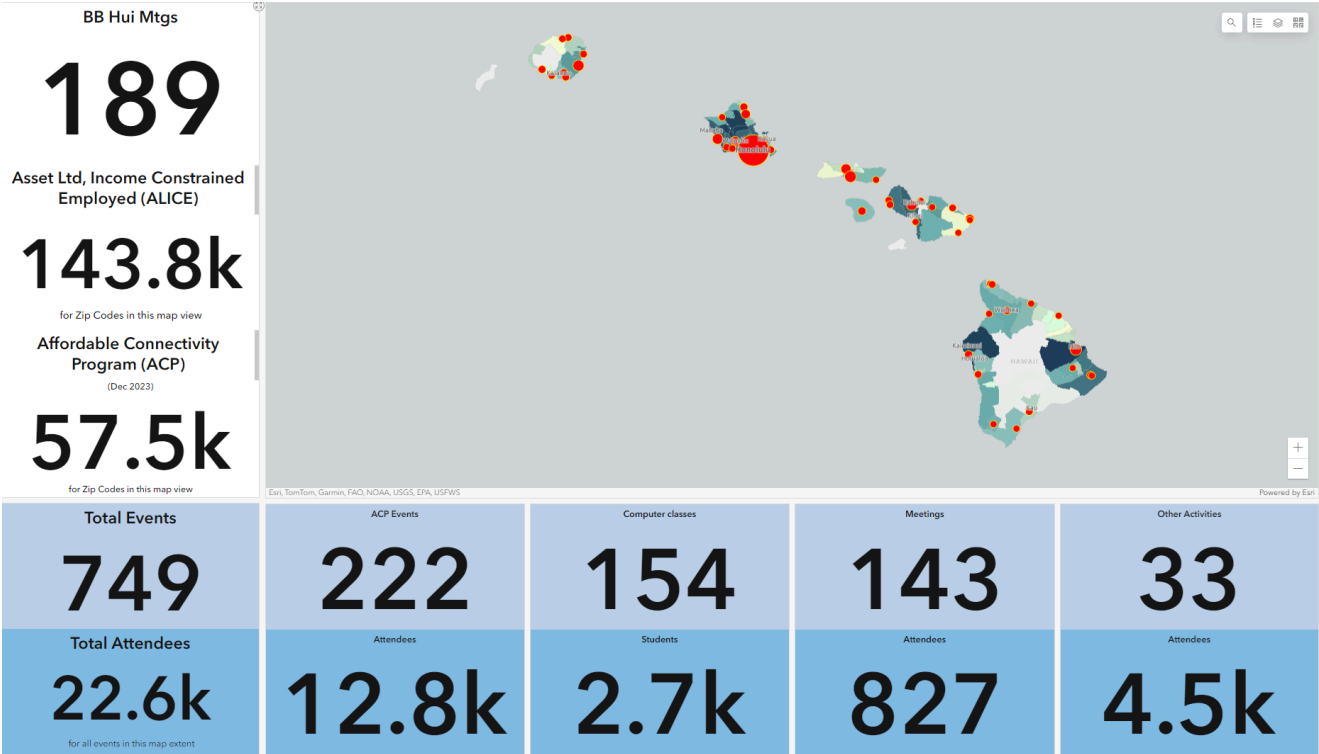 BB Hui Mtgs
189
Asset Ltd, Income Constrained
Employed (ALICE)
143.8k
for Zip Codes in this map view
Affordable Connectivity
Program (ACP)
(Dec 2023)
57.5k
for Zip Codes in this map view
Honolulu
HAWAII
Esri, TomTom, Garmin, FAO, NOAA, USGS, EPA, USFWS
Powered by Esri
Total Events
749
Total Attendees
22.6k
for all events in this map extent
ACP Events
222
Attendees
12.8k
Computer classes
154
Students
2.7k
Meetings
143
Attendees
827
Other Activities
33
Attendees
4.5k